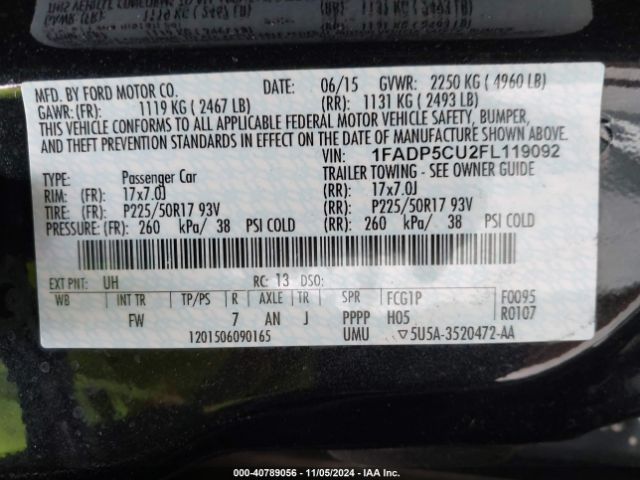 MFD. BY FORD MOTOR CO. DATE: 06/15 GVWR: 2250 KG ( 4960 LB)
GAWR: (FR): 1119 KG ( 2467 LB) (RR): 1131 KG ( 2493 LB)
THIS VEHICLE CONFORMS TO ALL APPLICABLE FEDERAL MOTOR VEHICLE SAFETY, BUMPER,
AND THEFT PREVENTION STANDARDS IN EFFECT ON THE DATE OF MANUFACTURE SHOWN ABOVE.
VIN: 1FADP5CU2FL119092
TYPE: Passenger Car TRAILER TOWING - SEE OWNER GUIDE
RIM: (FR): 17x7.0J (RR): 17x7.0J
TIRE: (FR): P225/50R17 93V (RR): P225/50R17 93V
PRESSURE: (FR): 260 kPa/ 38 PSI COLD (RR): 260 kPa/ 38 PSI COLD
EXT PNT: UH RC: 13 DSO:
WB INT TR TP/PS R AXLE TR SPR FCG1P F0095
FW 7 AN J PPPP H05 R0107
1201506090165 UMU ▽5U5A-3520472-AA
000-40789056 - 11/05/2024 - IAA Inc.